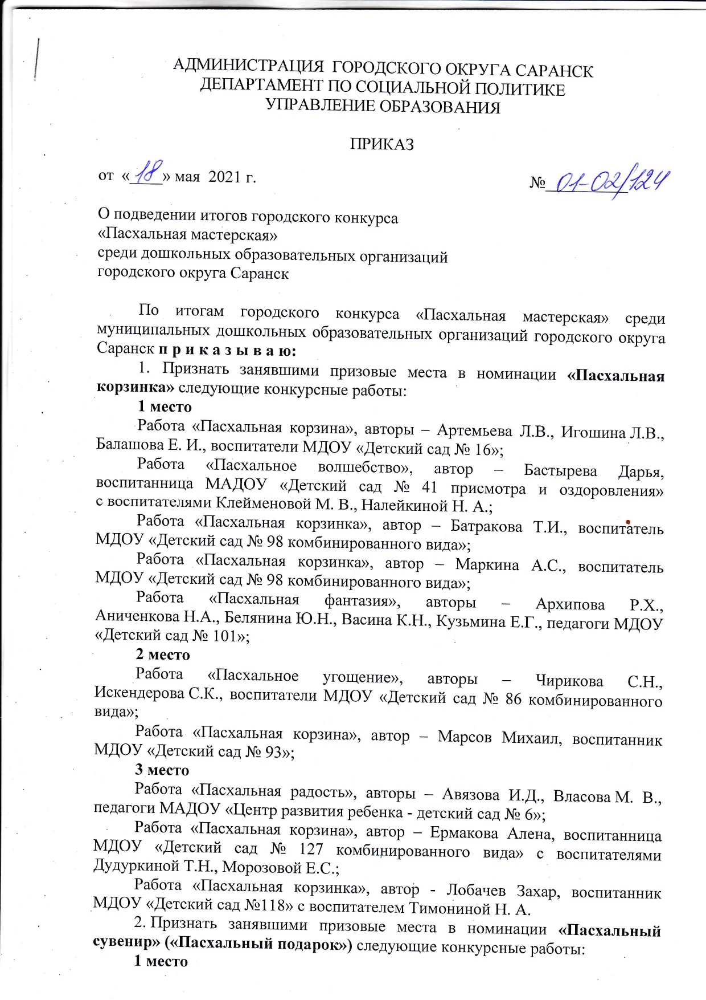 АДМИНИСТРАЦИЯ ГОРОДСКОГО ОКРУГА САРАНСК
ДЕПАРТАМЕНТ ПО СОЦИАЛЬНОЙ ПОЛИТИКЕ
УПРАВЛЕНИЕ ОБРАЗОВАНИЯ
ПРИКАЗ
от «18» мая 2021 г.
№ 01-02/124
О подведении итогов городского конкурса
«Пасхальная мастерская»
среди дошкольных образовательных организаций
городского округа Саранск
По итогам городского конкурса «Пасхальная мастерская» среди
муниципальных дошкольных образовательных организаций городского округа
Саранск п р и к а з ы в а ю:
1. Признать занявшими призовые места в номинации «Пасхальная
корзинка» следующие конкурсные работы:
1 место
Работа «Пасхальная корзина», авторы – Артемьева Л.В., Игошина Л.В.,
Балашова Е. И., воспитатели МДОУ «Детский сад № 16»;
Работа «Пасхальное волшебство», автор – Бастырева Дарья,
воспитанница МАДОУ «Детский сад № 41 присмотра и оздоровления»
с воспитателями Клейменовой М. В., Налейкиной Н. А.;
Работа «Пасхальная корзинка», автор – Батракова Т.И., воспитатель
МДОУ «Детский сад № 98 комбинированного вида»;
Работа «Пасхальная корзинка», автор – Маркина А.С., воспитатель
МДОУ «Детский сад № 98 комбинированного вида»;
Работа «Пасхальная фантазия», авторы – Архипова Р.Х.,
Аниченкова Н.А., Белянина Ю.Н., Васина К.Н., Кузьмина Е.Г., педагоги МДОУ
«Детский сад № 101»;
2 место
Работа «Пасхальное угощение», авторы – Чирикова С.Н.,
Искендерова С.К., воспитатели МДОУ «Детский сад № 86 комбинированного
вида»;
Работа «Пасхальная корзина», автор – Марсов Михаил, воспитанник
МДОУ «Детский сад № 93»;
3 место
Работа «Пасхальная радость», авторы – Авязова И.Д., Власова М. В.,
педагоги МАДОУ «Центр развития ребенка - детский сад № 6»;
Работа «Пасхальная корзина», автор – Ермакова Алена, воспитанница
МДОУ «Детский сад № 127 комбинированного вида» с воспитателями
Дудуркиной Т.Н., Морозовой Е.С.;
Работа «Пасхальная корзинка», автор - Лобачев Захар, воспитанник
МДОУ «Детский сад №118» с воспитателем Тимониной Н. А.
2. Признать занявшими призовые места в номинации «Пасхальный
сувенир» («Пасхальный подарок») следующие конкурсные работы:
1 место